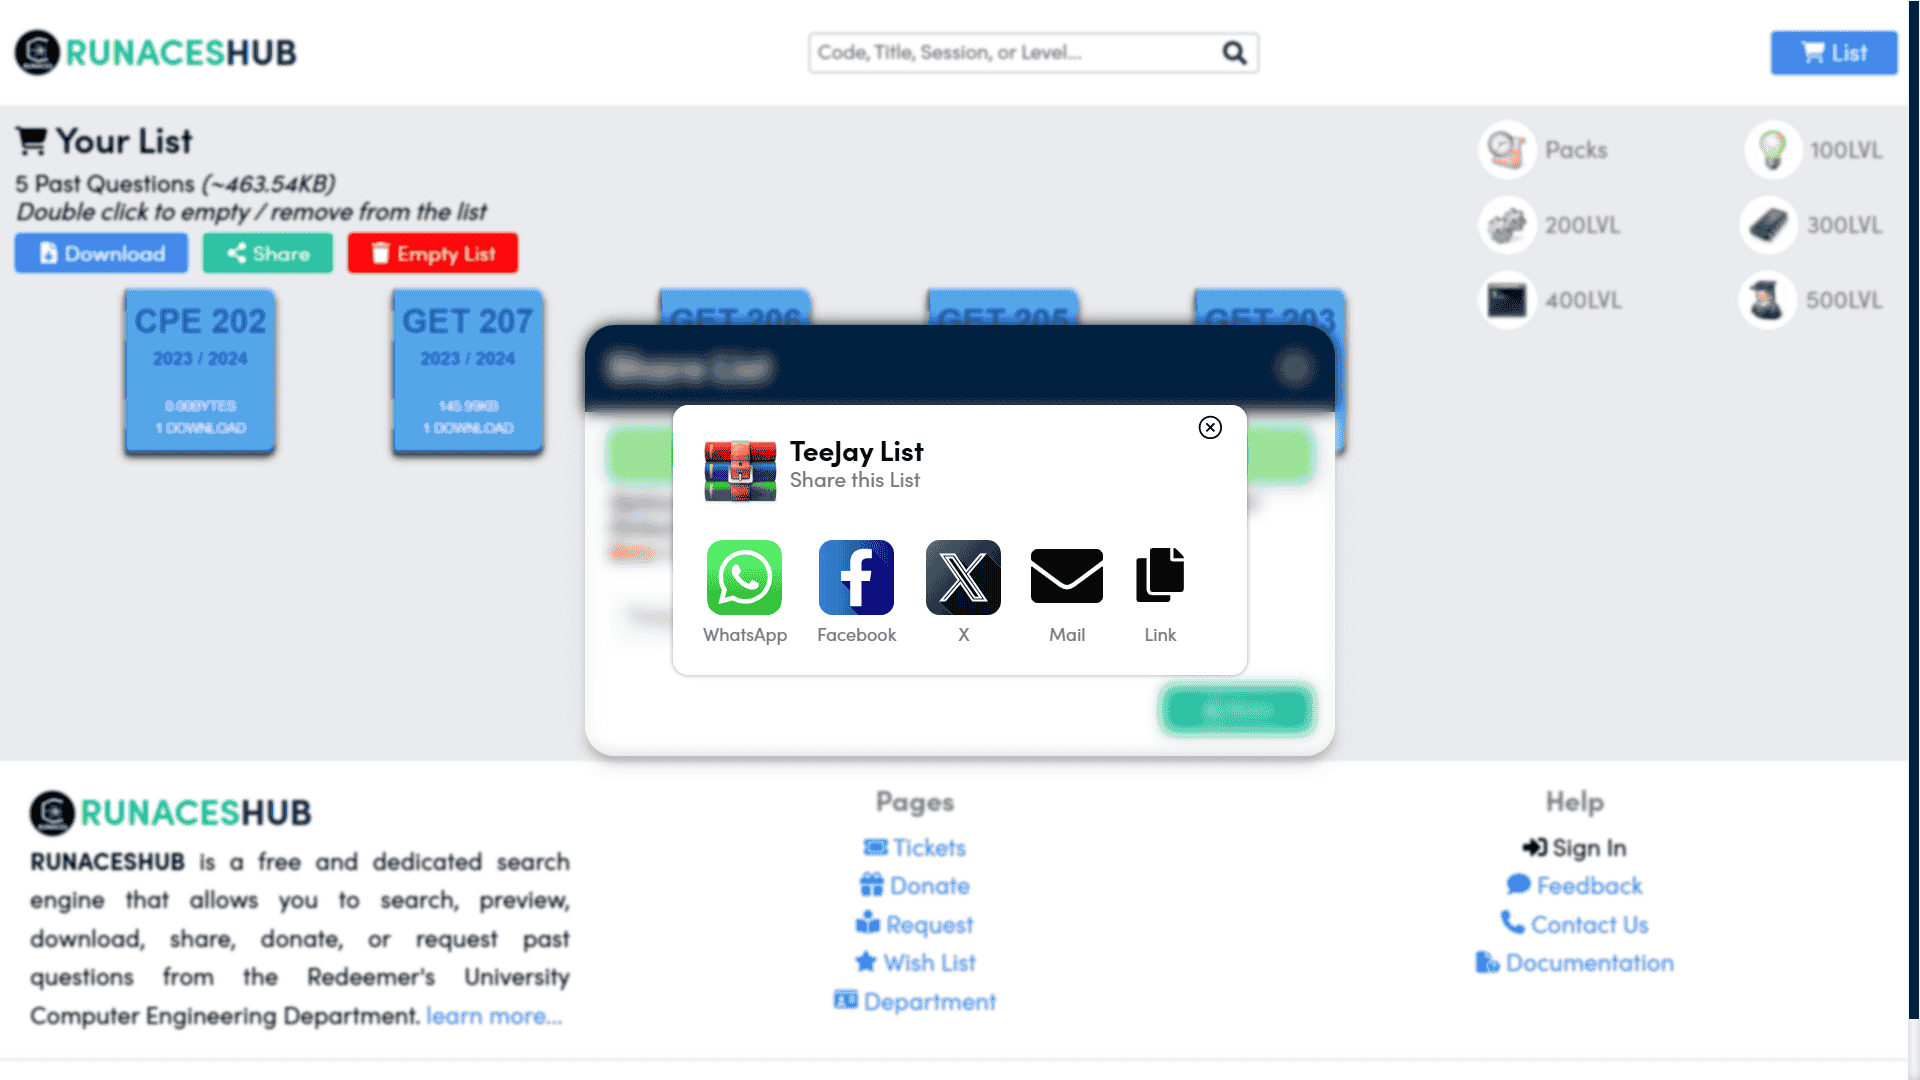 RUNACESHUB
Code, Title, Session, or Level...
List
Your List
5 Past Questions (~463.54KB)
Double click to empty / remove from the list
Download
Share
Empty List
Packs
100LVL
200LVL
300LVL
400LVL
500LVL
CPE 202
2023 / 2024
0.00BYTES
1 DOWNLOAD
GET 207
2023 / 2024
1 DOWNLOAD
GET 206
GET 205
GET 203
TeeJay List
Share this List
WhatsApp
Facebook
X
Mail
Link
RUNACESHUB
RUNACESHUB is a free and dedicated search
engine that allows you to search, preview,
download, share, donate, or request past
questions from the Redeemer's University
Computer Engineering Department. learn more...
Pages
Tickets
Donate
Request
Wish List
Department
Help
Sign In
Feedback
Contact Us
Documentation